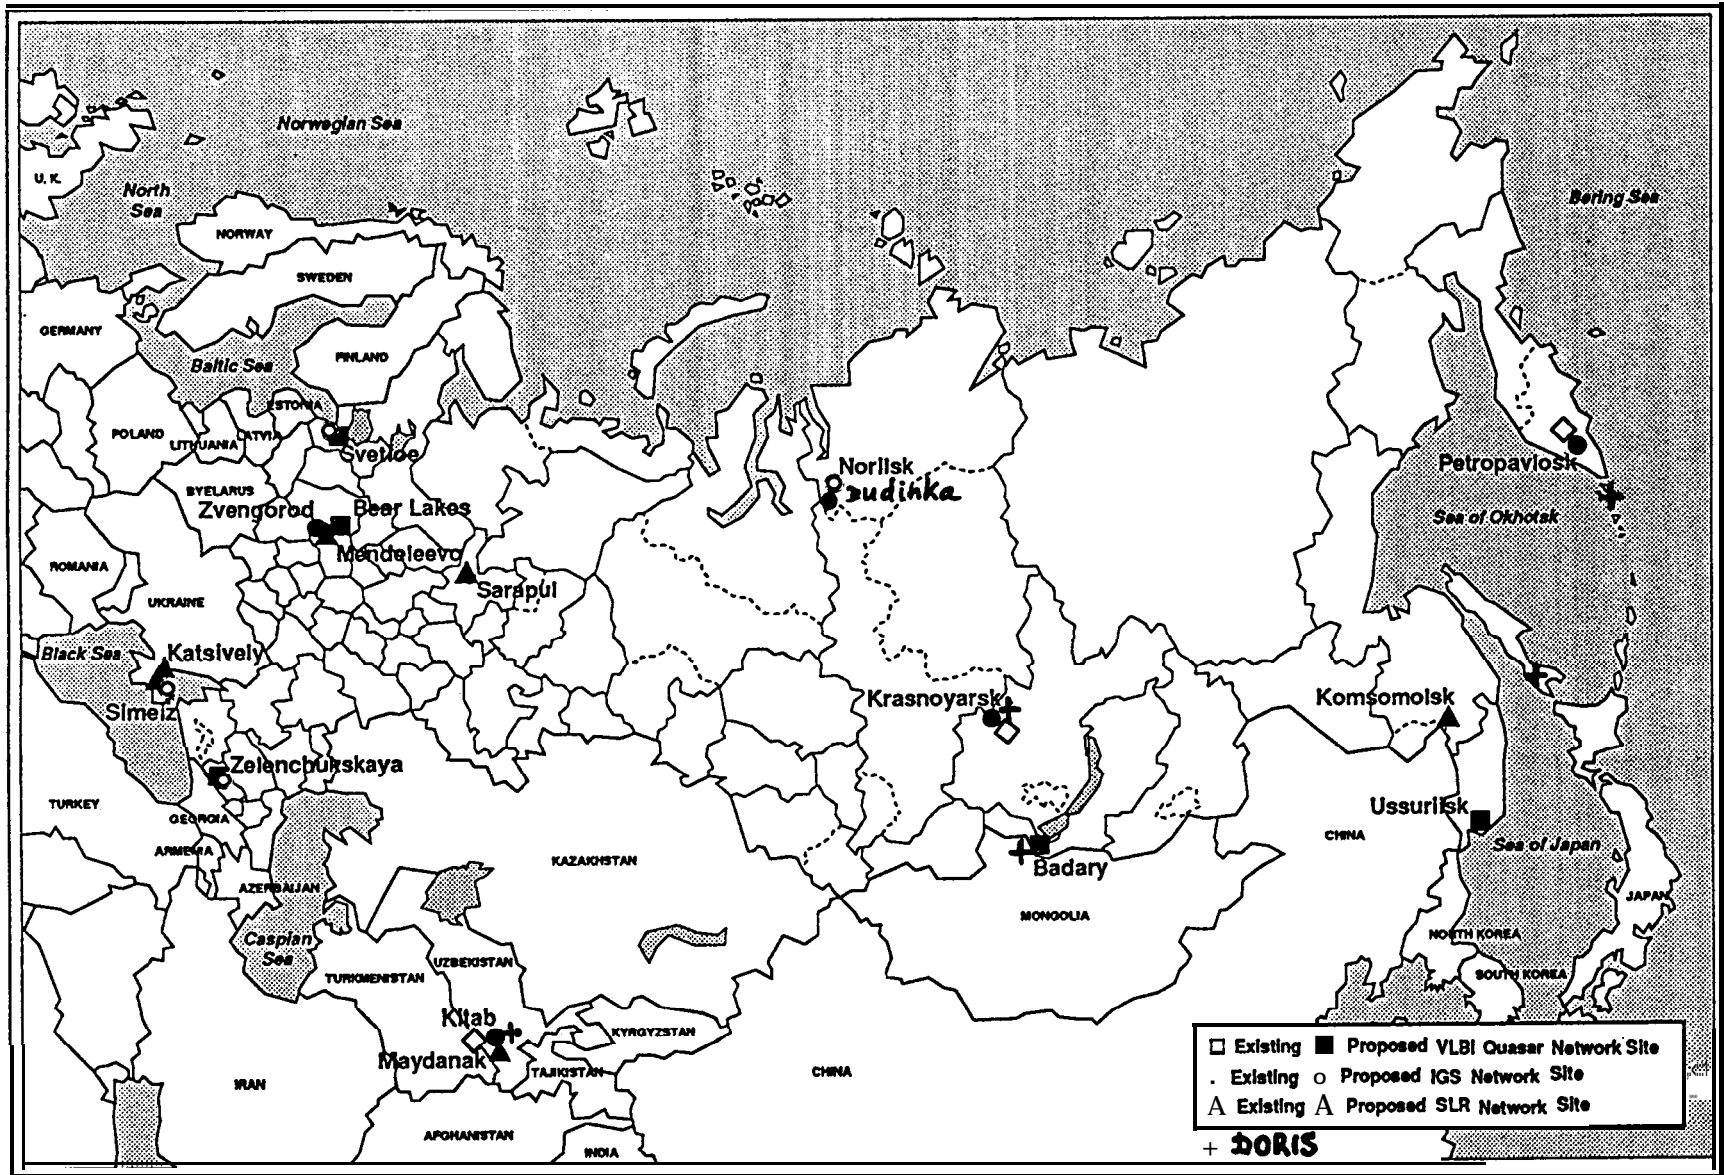 Norwegian Sea
U. K.
North
Sea
Bering Sea
NORWAY
SWEDEN
GERMANY
FINLAND
Baltic Sea
ESTONIA
POLAND
LITHUANIA
LATVIA
Svetloe
Petropavlosk
Norilsk
Dudinka
BYELARUS
Zvengorod
Beer Lakes
Sea of Okhotsk
Mendeleevo
ROMANIA
Sarapul
UKRAINE
Black Sea
Katsively
Krasnoyarsk
Komsomolsk
Simeiz
Zelenchukskaya
TURKEY
Ussuriisk
GEORGIA
CHINA
Sea of Japan
ARMENIA
KAZAKHSTAN
Badary
AZERBAIJAN
JAPAN
MONGOLIA
Caspian
Sea
NORTH KOREA
UZBEKISTAN
TURKMENISTAN
SOUTH KOREA
Kitab
KYRGYZSTAN
Maydanak
TAJIKISTAN
CHINA
IRAN
AFGHANISTAN
INDIA
Existing Proposed VLBI Quasar Network Site
. Existing o Proposed IGS Network Site
A Existing A Proposed SLR Network Site
+ DORIS